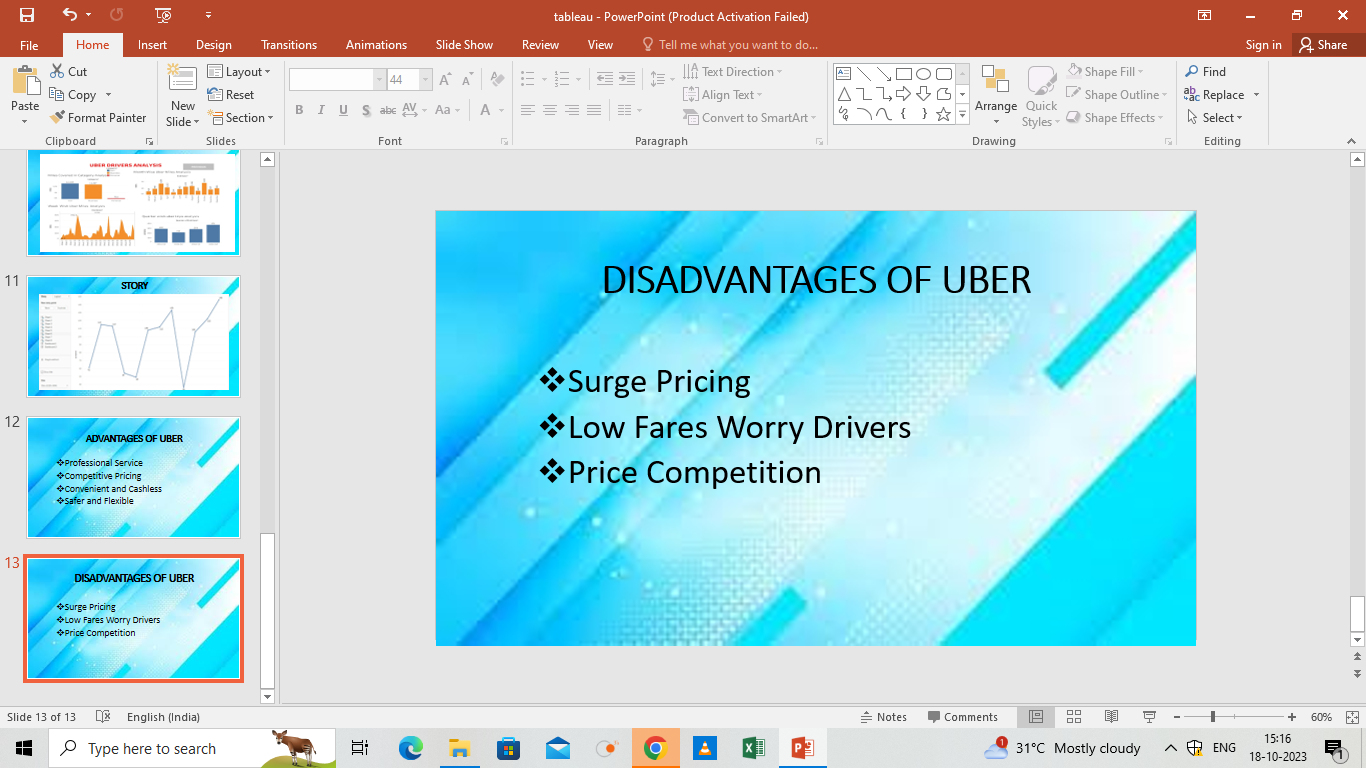 tableau - PowerPoint (Product Activation Failed)
File Home Insert Design Transitions Animations Slide Show Review View Tell me what you want to do... Sign in Share
Paste
Cut
Copy
Format Painter
Clipboard
New Slide
Layout
Reset
Section
Slides
44
B I U S abc AV Aa A
Font
Text Direction
Align Text
Convert to SmartArt
Paragraph
Arrange
Quick Styles
Shape Fill
Shape Outline
Shape Effects
Drawing
Find
Replace
Select
Editing
UBER DRIVERS ANALYSIS
11
STORY
12
ADVANTAGES OF UBER
❖Professional Service
❖Competitive Pricing
❖Convenient and Cashless
❖Safer and Flexible
13
DISADVANTAGES OF UBER
❖Surge Pricing
❖Low Fares Worry Drivers
❖Price Competition
DISADVANTAGES OF UBER
❖Surge Pricing
❖Low Fares Worry Drivers
❖Price Competition
Slide 13 of 13 English (India) Notes Comments 60%
Type here to search
1 31°C Mostly cloudy ENG 15:16
18-10-2023 1